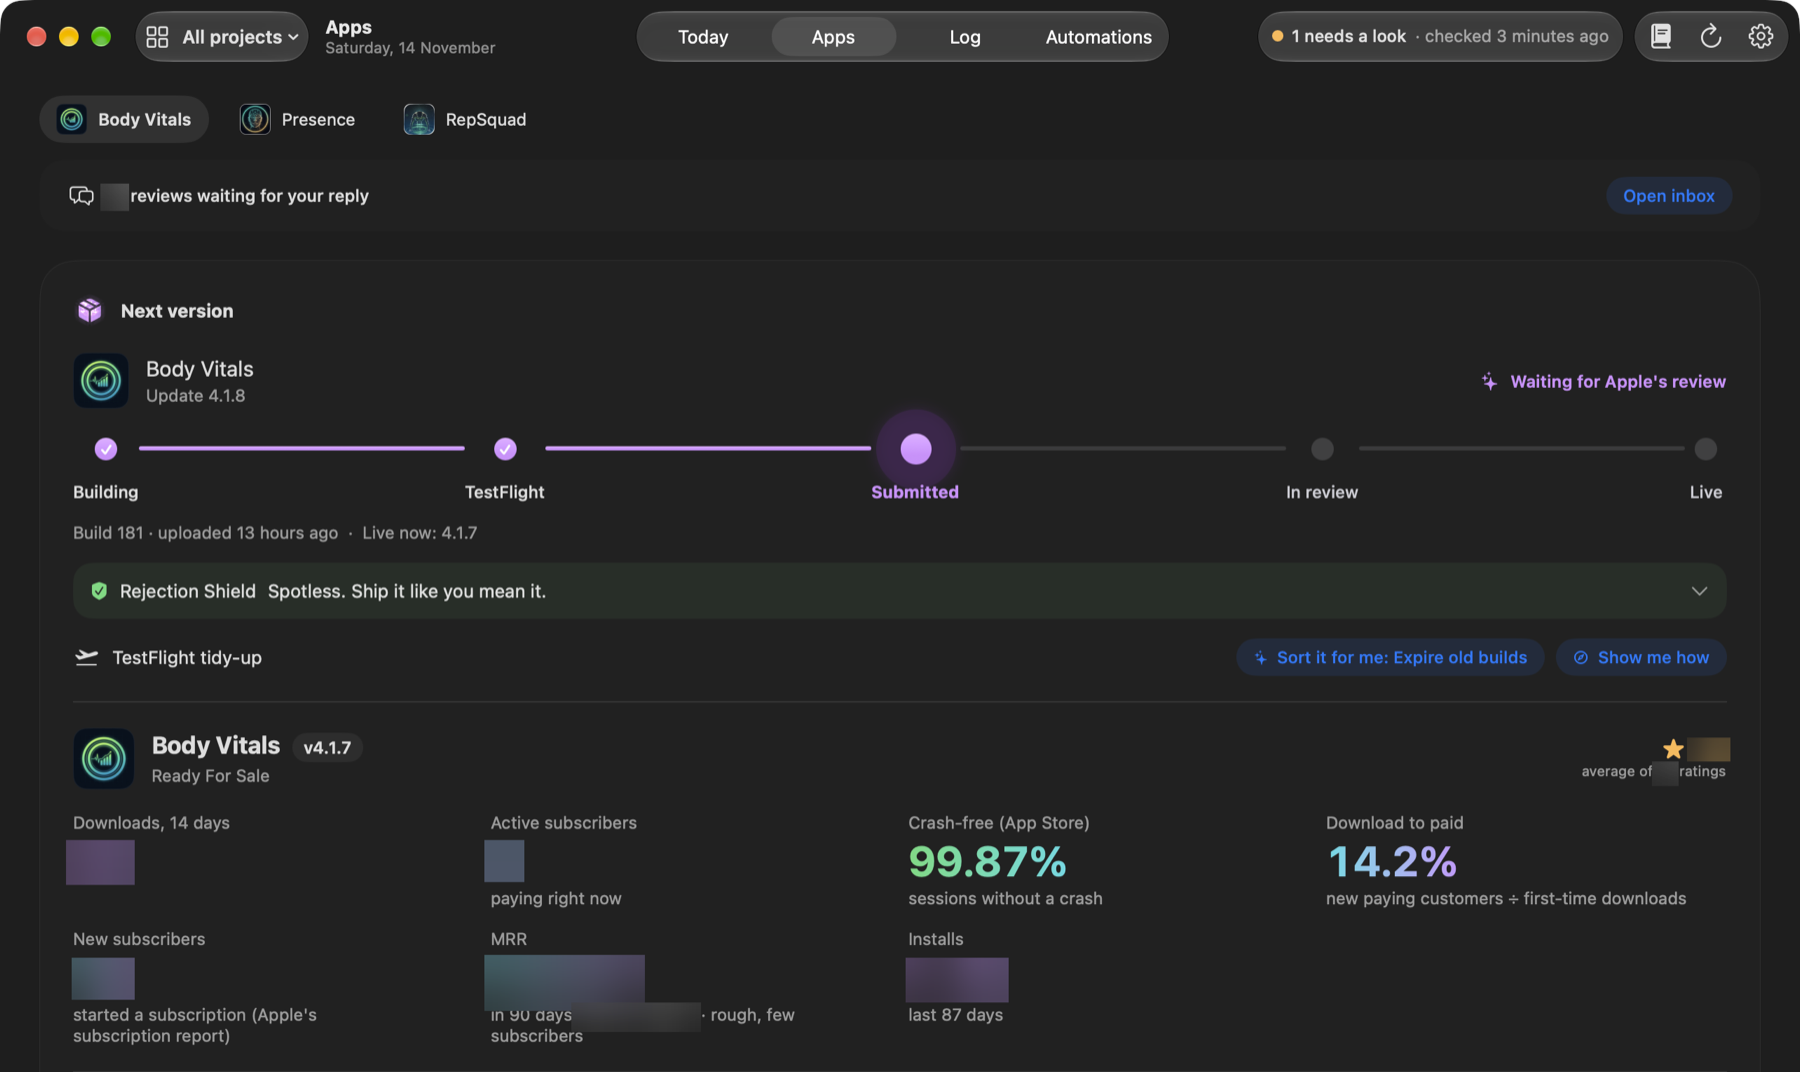 All projects
Apps
Saturday, 14 November
Today
Apps
Log
Automations
1 needs a look · checked 3 minutes ago
Body Vitals
Presence
RepSquad
reviews waiting for your reply
Open inbox
Next version
Body Vitals
Update 4.1.8
Waiting for Apple's review
Building
TestFlight
Submitted
In review
Live
Build 181 · uploaded 13 hours ago · Live now: 4.1.7
Rejection Shield Spotless. Ship it like you mean it.
TestFlight tidy-up
Sort it for me: Expire old builds
Show me how
Body Vitals v4.1.7
Ready For Sale
average of ratings
Downloads, 14 days
Active subscribers
paying right now
Crash-free (App Store)
99.87%
sessions without a crash
Download to paid
14.2%
new paying customers ÷ first-time downloads
New subscribers
started a subscription (Apple's
subscription report)
MRR
in 90 days · rough, few
subscribers
Installs
last 87 days